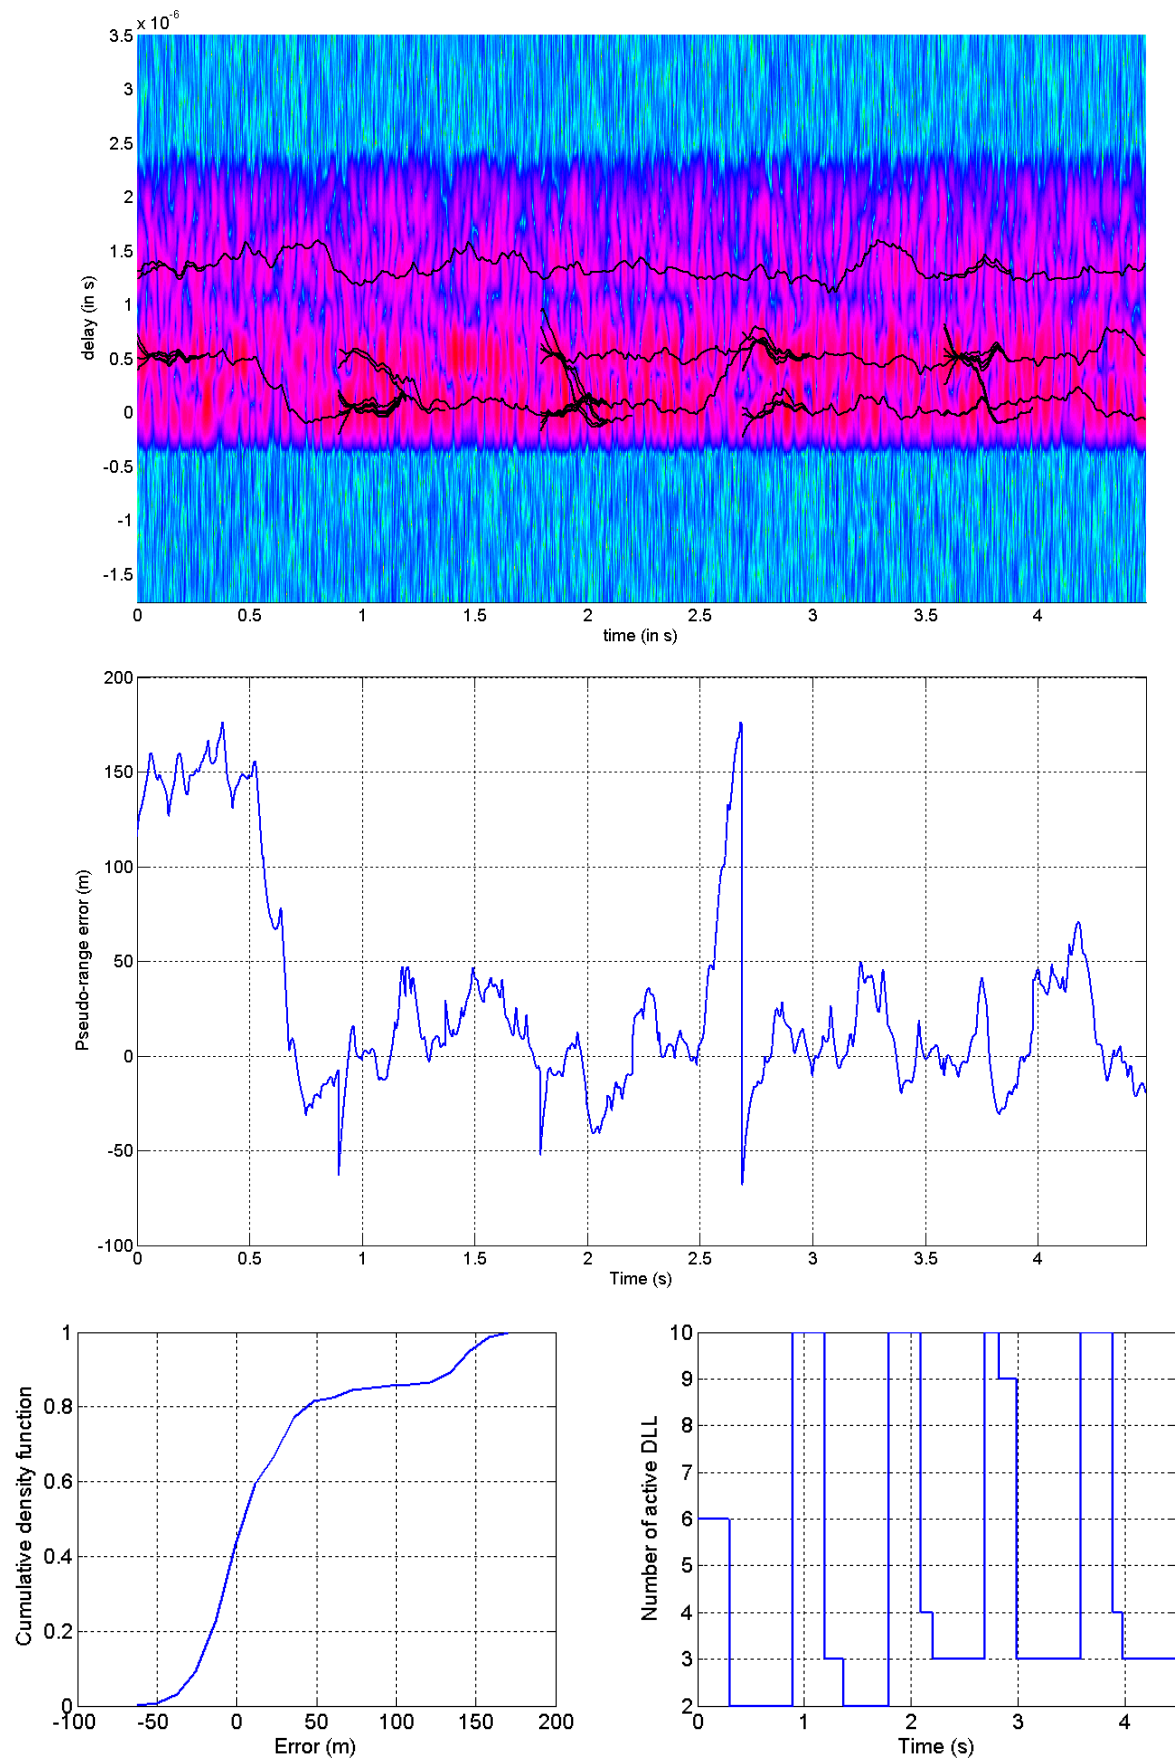 x 10^-6
3.5
3
2.5
2
1.5
1
0.5
0
-0.5
-1
-1.5
delay (in s)
0 0.5 1 1.5 2 2.5 3 3.5 4
time (in s)
200
150
100
50
0
-50
-100
Pseudo-range error (m)
0 0.5 1 1.5 2 2.5 3 3.5 4
Time (s)
1
0.8
0.6
0.4
0.2
0
Cumulative density function
-100 -50 0 50 100 150 200
Error (m)
10
9
8
7
6
5
4
3
2
Number of active DLL
0 1 2 3 4
Time (s)